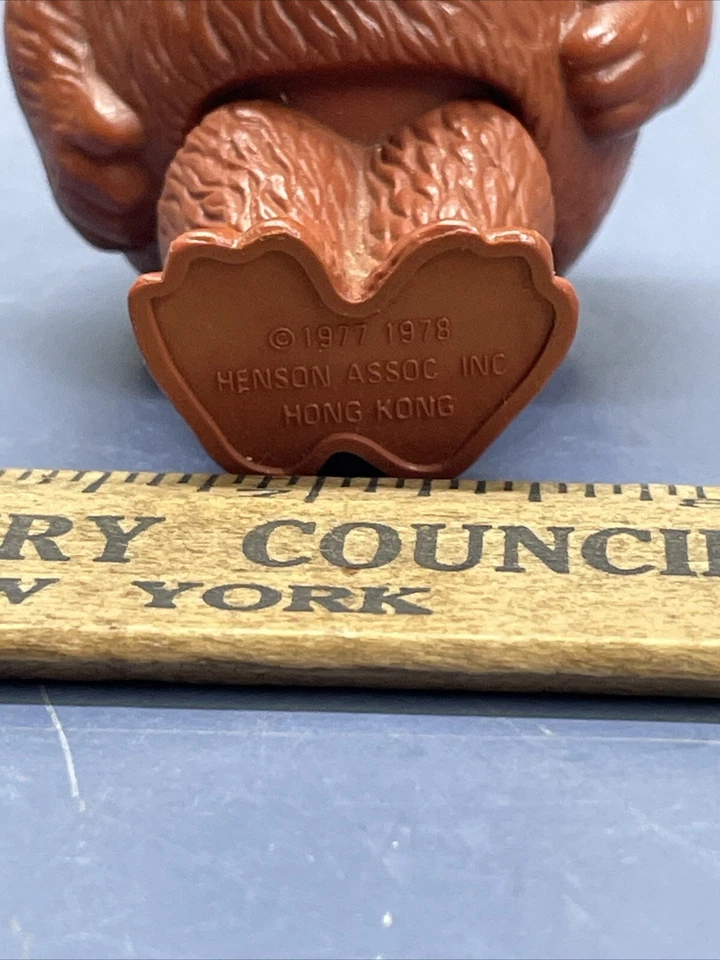 © 1977 1978
HENSON ASSOC INC
HONG KONG
RY COUNCI
YORK